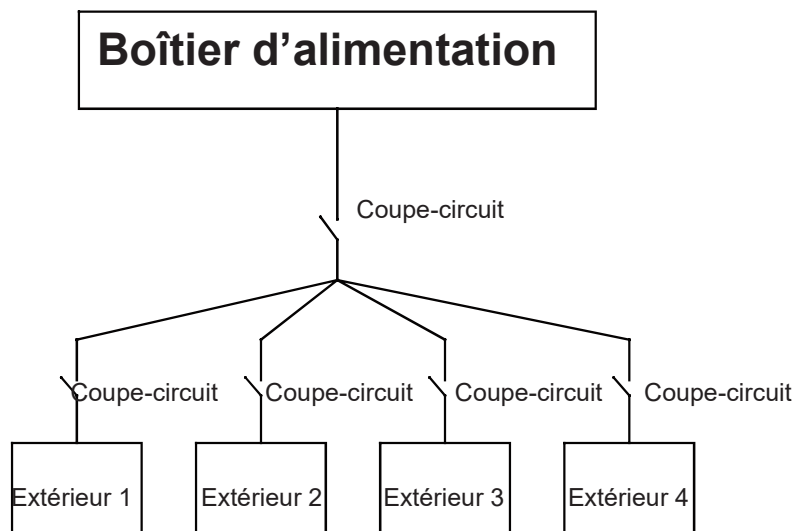 Boîtier d’alimentation
Coupe-circuit
Coupe-circuit Coupe-circuit Coupe-circuit Coupe-circuit
Extérieur 1 Extérieur 2 Extérieur 3 Extérieur 4